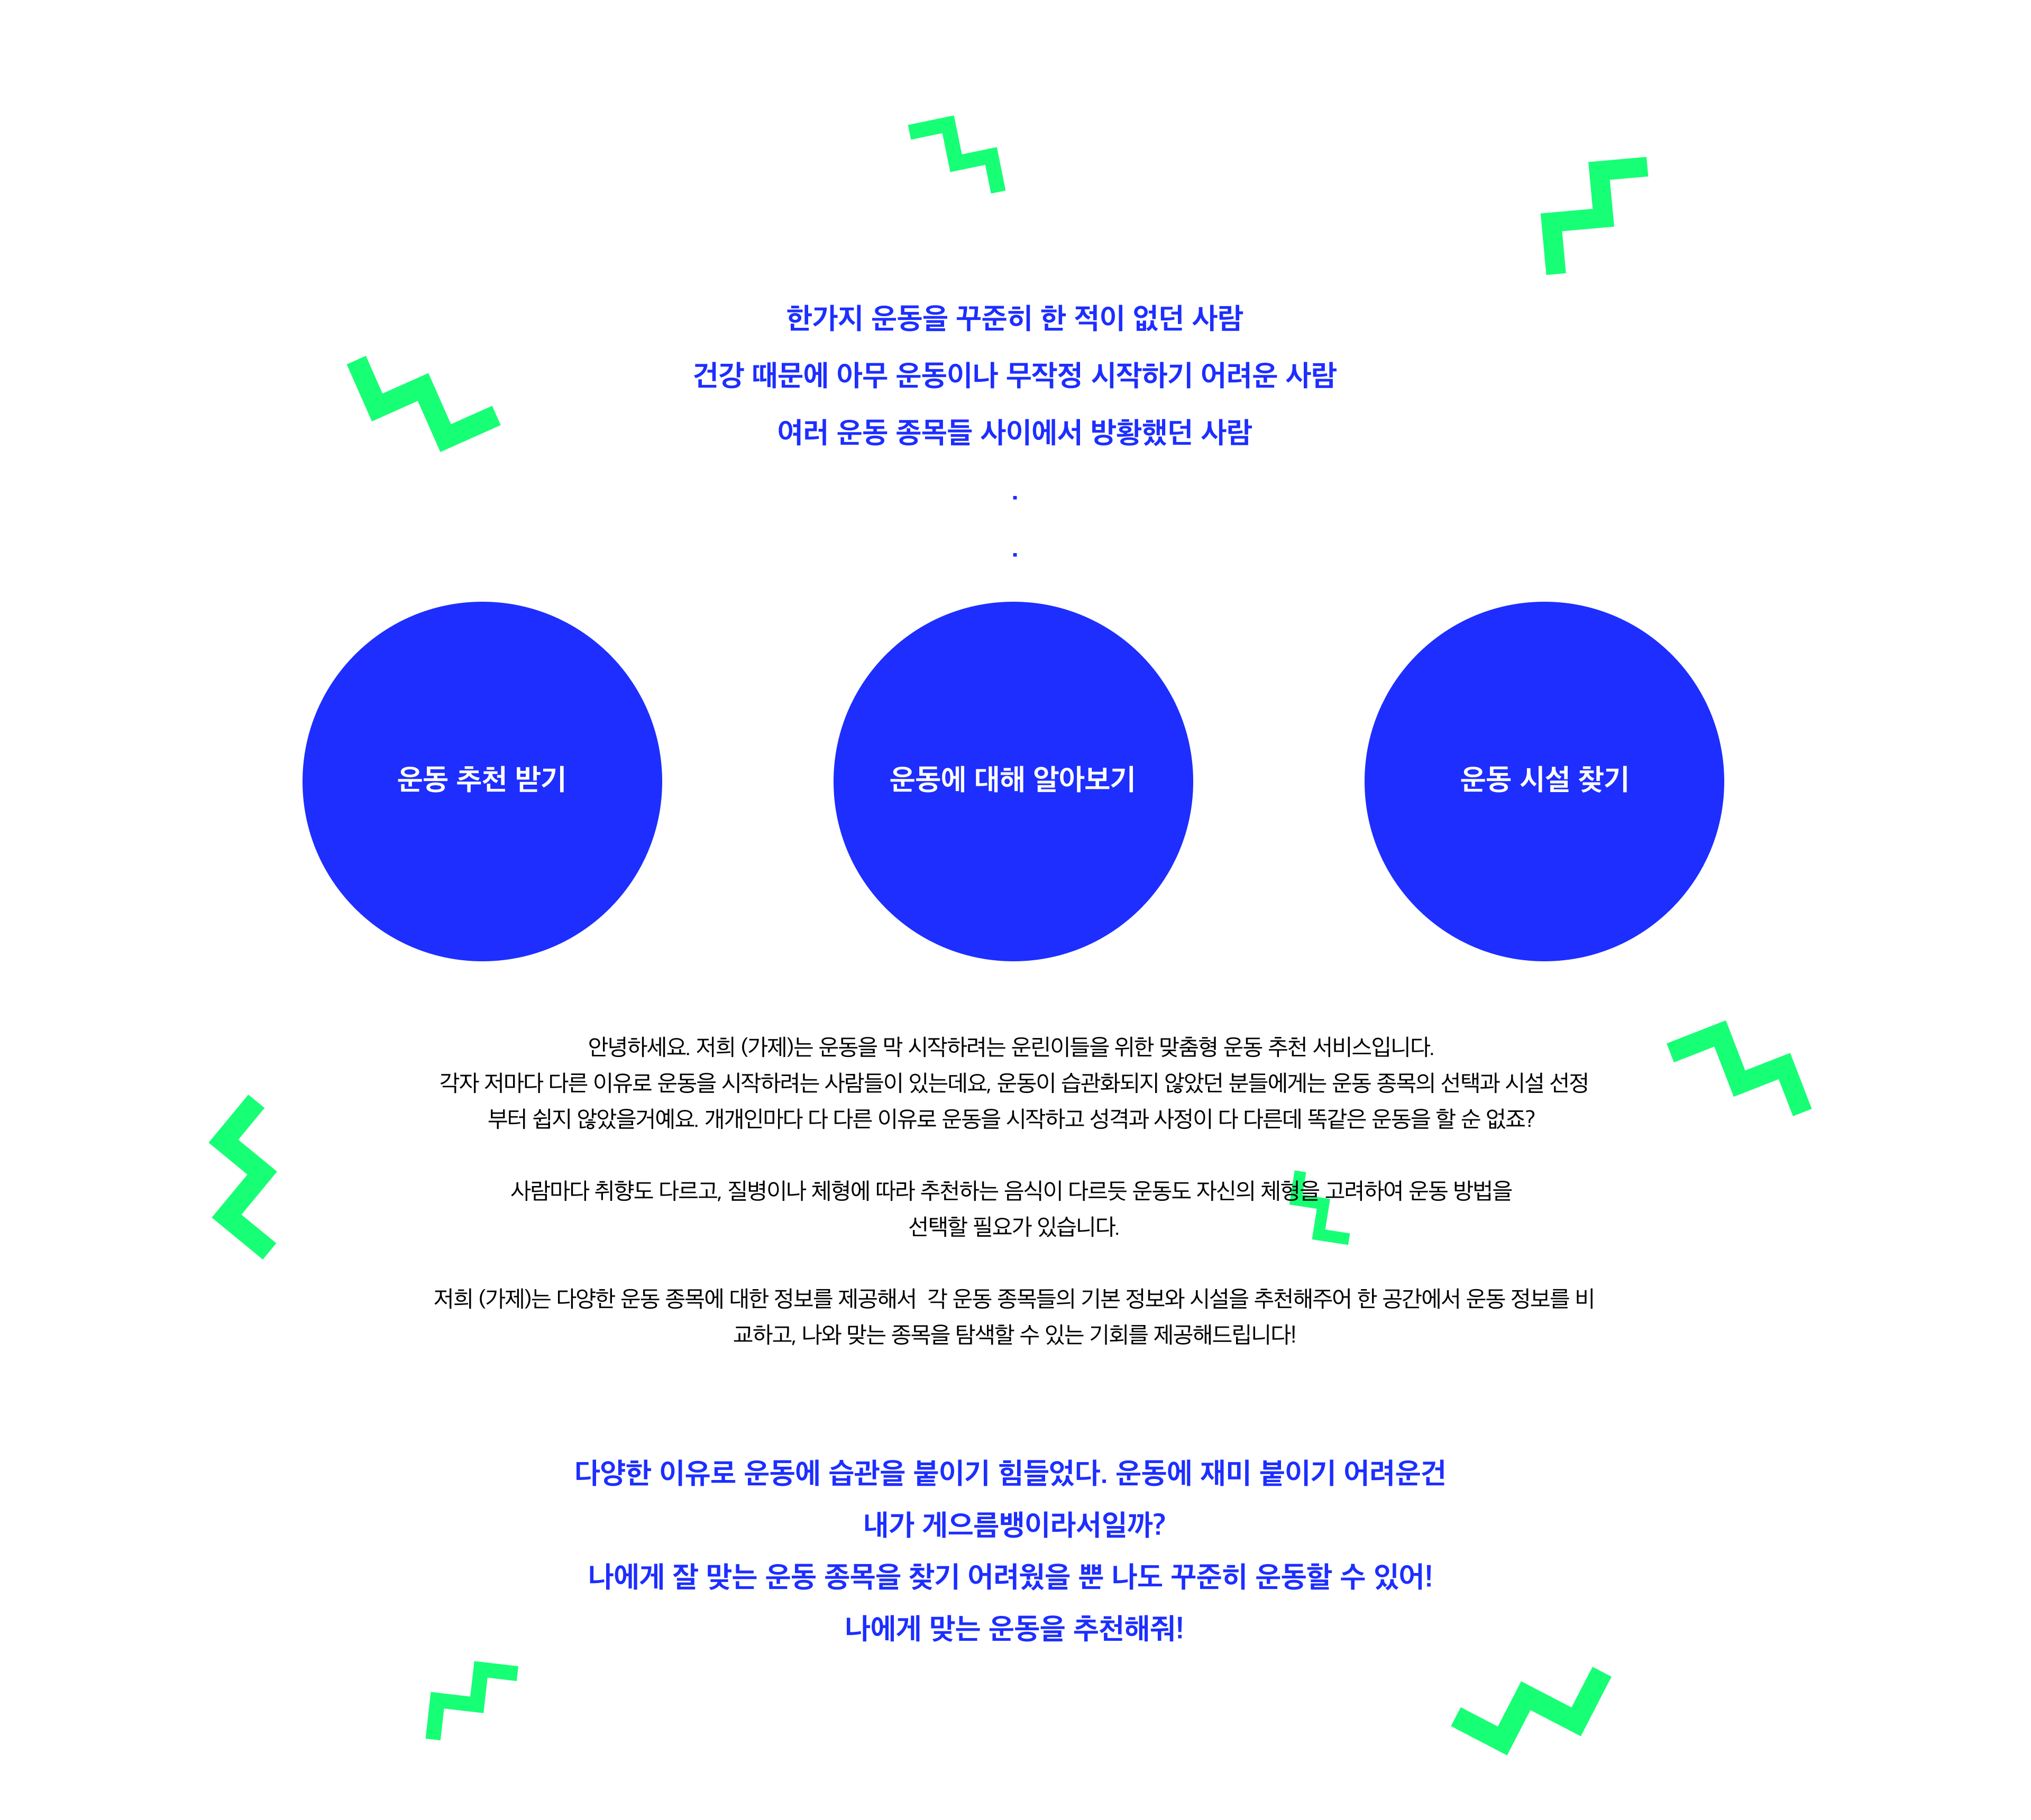 한가지 운동을 꾸준히 한 적이 없던 사람
건강 때문에 아무 운동이나 무작정 시작하기 어려운 사람
여러 운동 종목들 사이에서 방황했던 사람
.
.
운동 추천 받기
운동에 대해 알아보기
운동 시설 찾기
안녕하세요. 저희 (가제)는 운동을 막 시작하려는 운린이들을 위한 맞춤형 운동 추천 서비스입니다.
각자 저마다 다른 이유로 운동을 시작하려는 사람들이 있는데요, 운동이 습관화되지 않았던 분들에게는 운동 종목의 선택과 시설 선정
부터 쉽지 않았을거예요. 개개인마다 다 다른 이유로 운동을 시작하고 성격과 사정이 다 다른데 똑같은 운동을 할 순 없죠?
사람마다 취향도 다르고, 질병이나 체형에 따라 추천하는 음식이 다르듯 운동도 자신의 체형을 고려하여 운동 방법을
선택할 필요가 있습니다.
저희 (가제)는 다양한 운동 종목에 대한 정보를 제공해서  각 운동 종목들의 기본 정보와 시설을 추천해주어 한 공간에서 운동 정보를 비
교하고, 나와 맞는 종목을 탐색할 수 있는 기회를 제공해드립니다!
다양한 이유로 운동에 습관을 붙이기 힘들었다. 운동에 재미 붙이기 어려운건
내가 게으름뱅이라서일까?
나에게 잘 맞는 운동 종목을 찾기 어려웠을 뿐 나도 꾸준히 운동할 수 있어!
나에게 맞는 운동을 추천해줘!